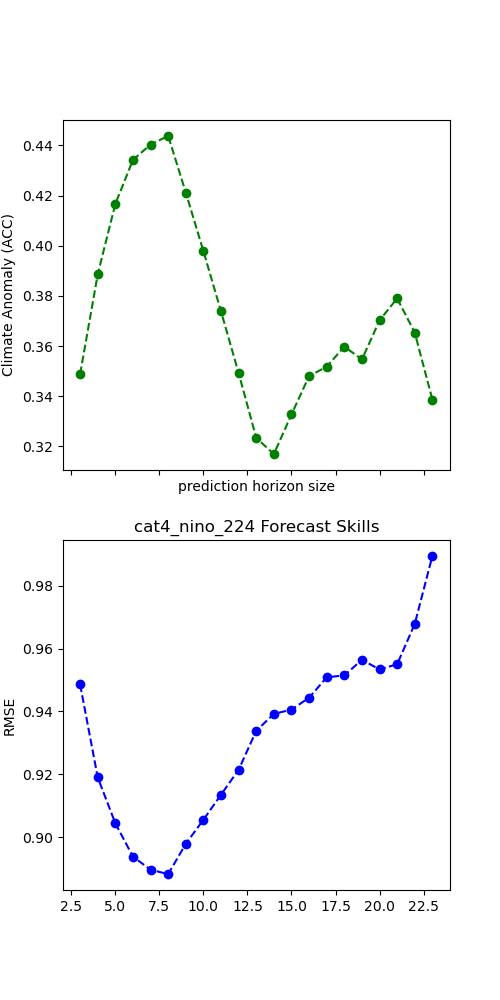 0.44
0.42
0.40
0.38
0.36
0.34
0.32
Climate Anomaly (ACC)
prediction horizon size
cat4_nino_224 Forecast Skills
0.98
0.96
0.94
0.92
0.90
RMSE
2.5 5.0 7.5 10.0 12.5 15.0 17.5 20.0 22.5